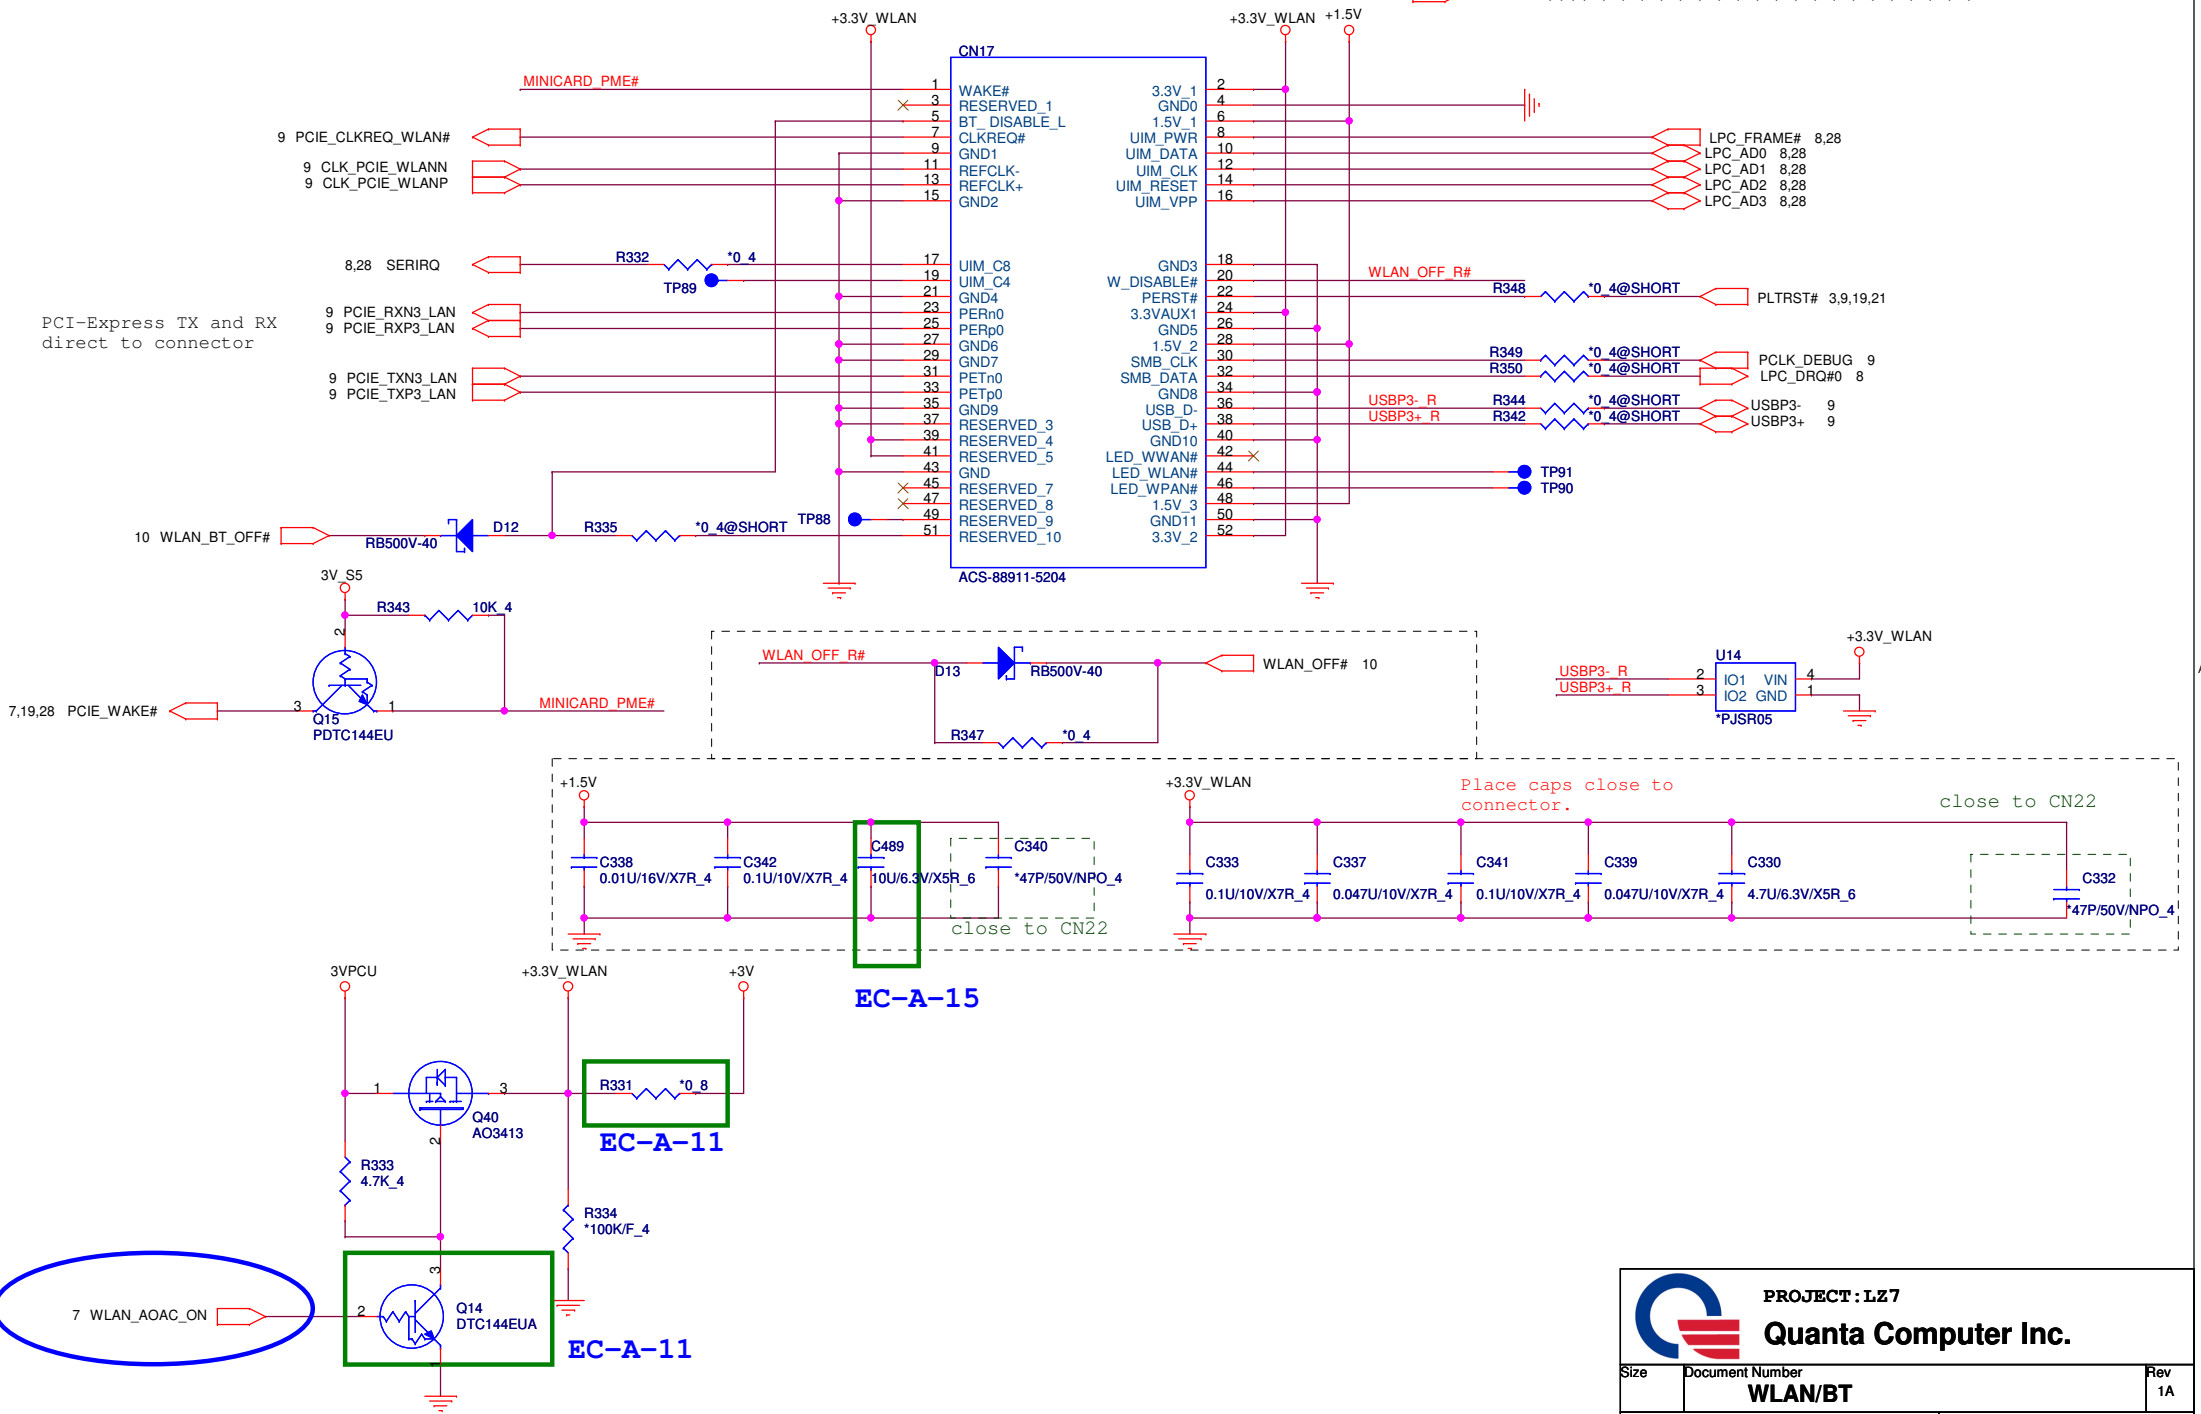 +3.3V_WLAN
+3.3V_WLAN +1.5V
CN17
MINICARD_PME# 1 WAKE# 3.3V_1 2
3 RESERVED_1 GND0 4
5 BT_ DISABLE_L 1.5V_1 6
9 PCIE_CLKREQ_WLAN# 7 CLKREQ# UIM_PWR 8 LPC_FRAME# 8,28
9 GND1 UIM_DATA 10 LPC_AD0 8,28
9 CLK_PCIE_WLANN 11 REFCLK- UIM_CLK 12 LPC_AD1 8,28
9 CLK_PCIE_WLANP 13 REFCLK+ UIM_RESET 14 LPC_AD2 8,28
15 GND2 UIM_VPP 16 LPC_AD3 8,28
8,28 SERIRQ R332 *0_4 17 UIM_C8 GND3 18
TP89 19 UIM_C4 W_DISABLE# 20 WLAN_OFF_R#
21 GND4 PERST# 22 R348 *0_4@SHORT PLTRST# 3,9,19,21
9 PCIE_RXN3_LAN 23 PERn0 3.3VAUX1 24
9 PCIE_RXP3_LAN 25 PERp0 GND5 26
PCI-Express TX and RX
direct to connector
27 GND6 1.5V_2 28
29 GND7 SMB_CLK 30 R349 *0_4@SHORT PCLK_DEBUG 9
9 PCIE_TXN3_LAN 31 PETn0 SMB_DATA 32 R350 *0_4@SHORT LPC_DRQ#0 8
9 PCIE_TXP3_LAN 33 PETp0 GND8 34
35 GND9 USB_D- 36 USBP3-_R R344 *0_4@SHORT USBP3- 9
37 RESERVED_3 USB_D+ 38 USBP3+_R R342 *0_4@SHORT USBP3+ 9
39 RESERVED_4 GND10 40
41 RESERVED_5 LED_WWAN# 42
43 GND LED_WLAN# 44 TP91
45 RESERVED_7 LED_WPAN# 46 TP90
47 RESERVED_8 1.5V_3 48
TP88 49 RESERVED_9 GND11 50
10 WLAN_BT_OFF# RB500V-40 D12 R335 *0_4@SHORT 51 RESERVED_10 3.3V_2 52
ACS-88911-5204
3V_S5
R343 10K_4
2
7,19,28 PCIE_WAKE# 3 1 MINICARD_PME#
Q15
PDTC144EU
WLAN_OFF_R# D13 RB500V-40 WLAN_OFF# 10
R347 *0_4
+3.3V_WLAN
U14
USBP3-_R 2 IO1 VIN 4
USBP3+_R 3 IO2 GND 1
*PJSR05
+1.5V
+3.3V_WLAN
Place caps close to
connector.
close to CN22
C338
0.01U/16V/X7R_4
C342
0.1U/10V/X7R_4
C489
10U/6.3V/X5R_6
C340
*47P/50V/NPO_4
close to CN22
C333
0.1U/10V/X7R_4
C337
0.047U/10V/X7R_4
C341
0.1U/10V/X7R_4
C339
0.047U/10V/X7R_4
C330
4.7U/6.3V/X5R_6
C332
*47P/50V/NPO_4
EC-A-15
3VPCU +3.3V_WLAN +3V
1 3 R331 *0_8
Q40
AO3413
2
EC-A-11
R333
4.7K_4
R334
*100K/F_4
3
7 WLAN_AOAC_ON 2
Q14
DTC144EUA
1
EC-A-11
PROJECT:LZ7
Quanta Computer Inc.
Size Document Number Rev
WLAN/BT 1A